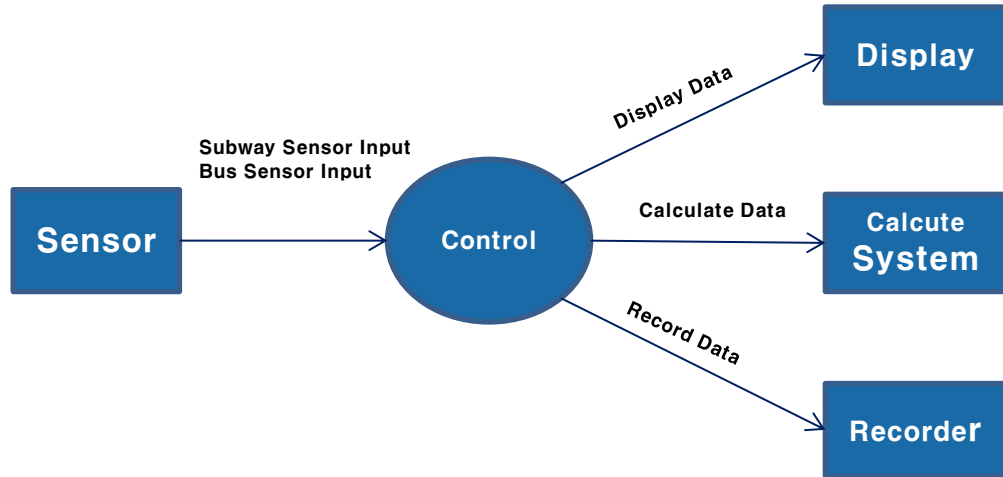 Display
Display Data
Subway Sensor Input
Bus Sensor Input
Sensor
Control
Calculate Data
Calcute
System
Record Data
Recorder